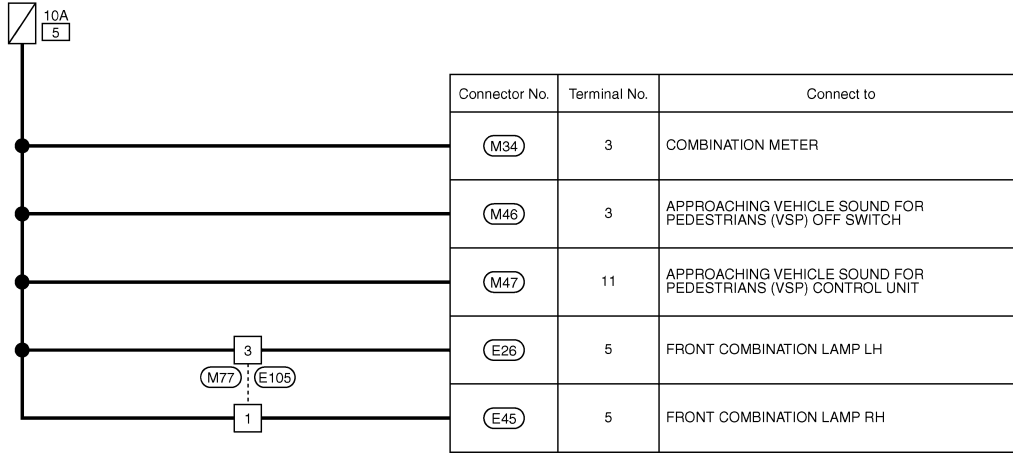 10A
5
Connector No. Terminal No. Connect to
M34 3 COMBINATION METER
M46 3 APPROACHING VEHICLE SOUND FOR
PEDESTRIANS (VSP) OFF SWITCH
M47 11 APPROACHING VEHICLE SOUND FOR
PEDESTRIANS (VSP) CONTROL UNIT
3 E26 5 FRONT COMBINATION LAMP LH
M77 E105
1 E45 5 FRONT COMBINATION LAMP RH